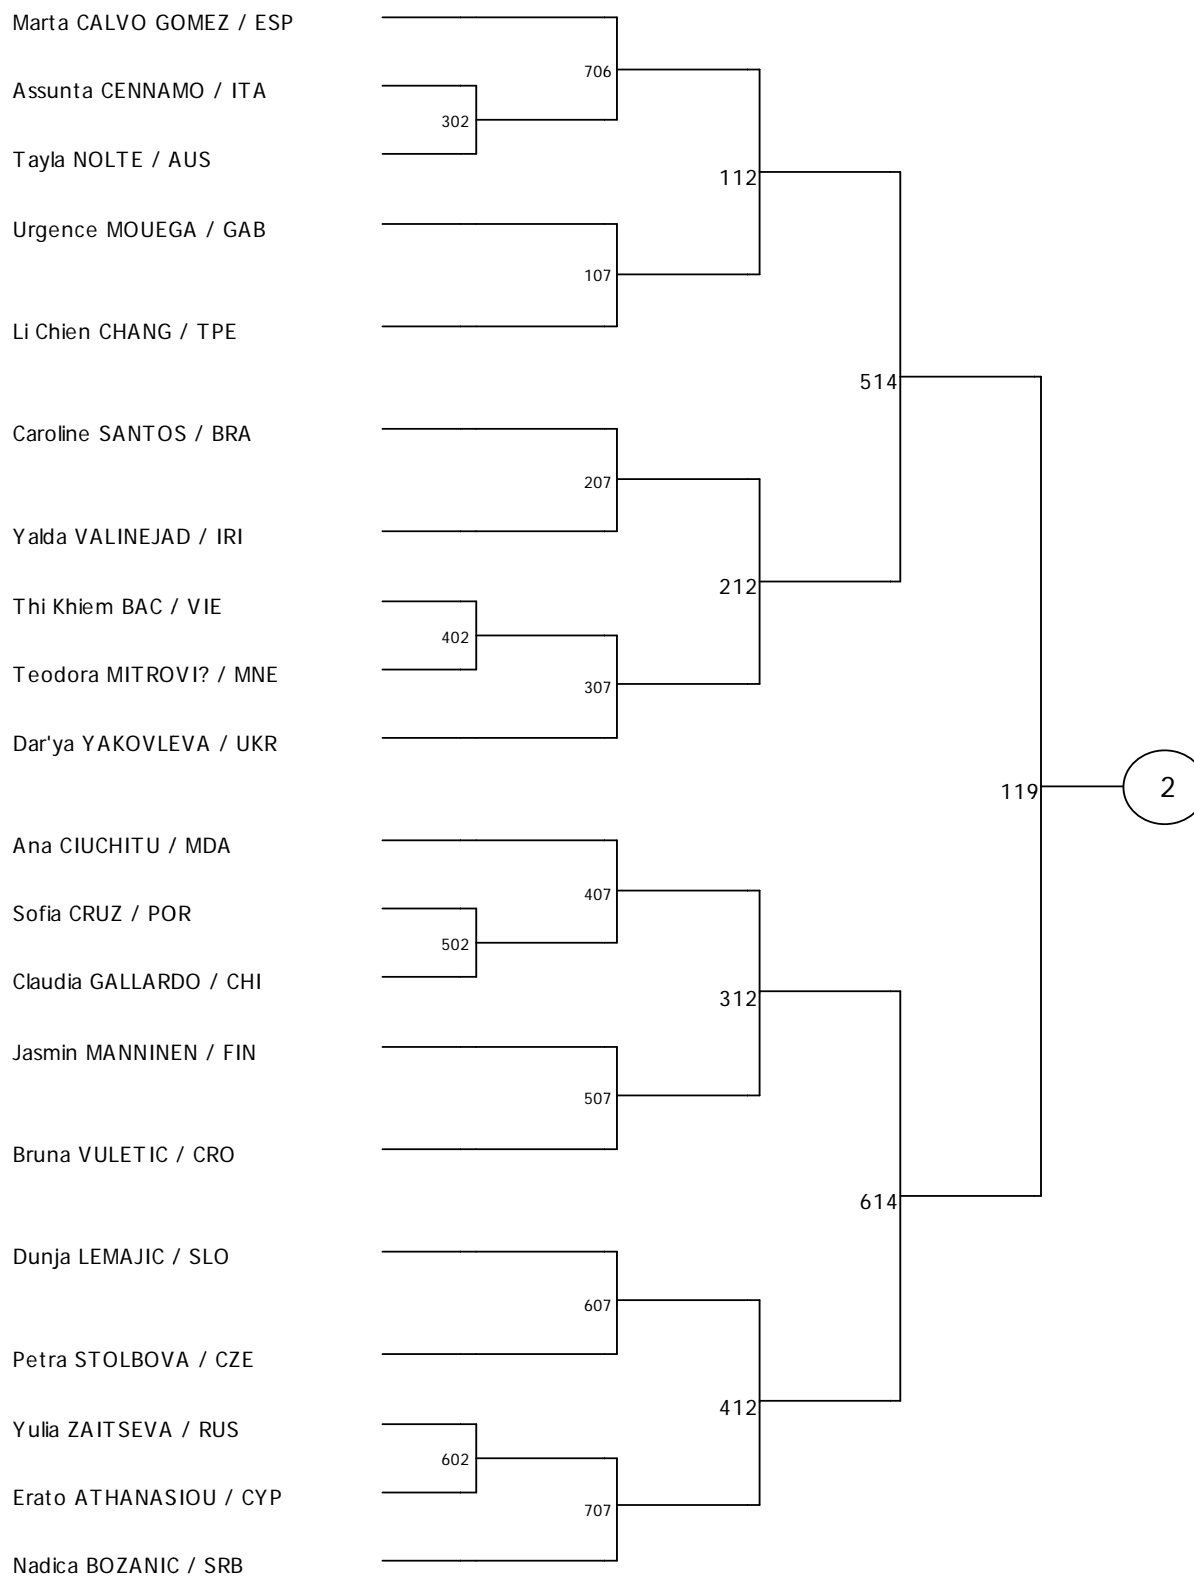 Marta CALVO GOMEZ / ESP
706
Assunta CENNAMO / ITA
302
Tayla NOLTE / AUS
112
Urgence MOUEGA / GAB
107
Li Chien CHANG / TPE
514
Caroline SANTOS / BRA
207
Yalda VALINEJAD / IRI
212
Thi Khiem BAC / VIE
402
Teodora MITROVI? / MNE
307
Dar'ya YAKOVLEVA / UKR
119
2
Ana CIUCHITU / MDA
407
Sofia CRUZ / POR
502
Claudia GALLARDO / CHI
312
Jasmin MANNINEN / FIN
507
Bruna VULETIC / CRO
614
Dunja LEMAJIC / SLO
607
Petra STOLBOVA / CZE
412
Yulia ZAITSEVA / RUS
602
Erato ATHANASIOU / CYP
707
Nadica BOZANIC / SRB